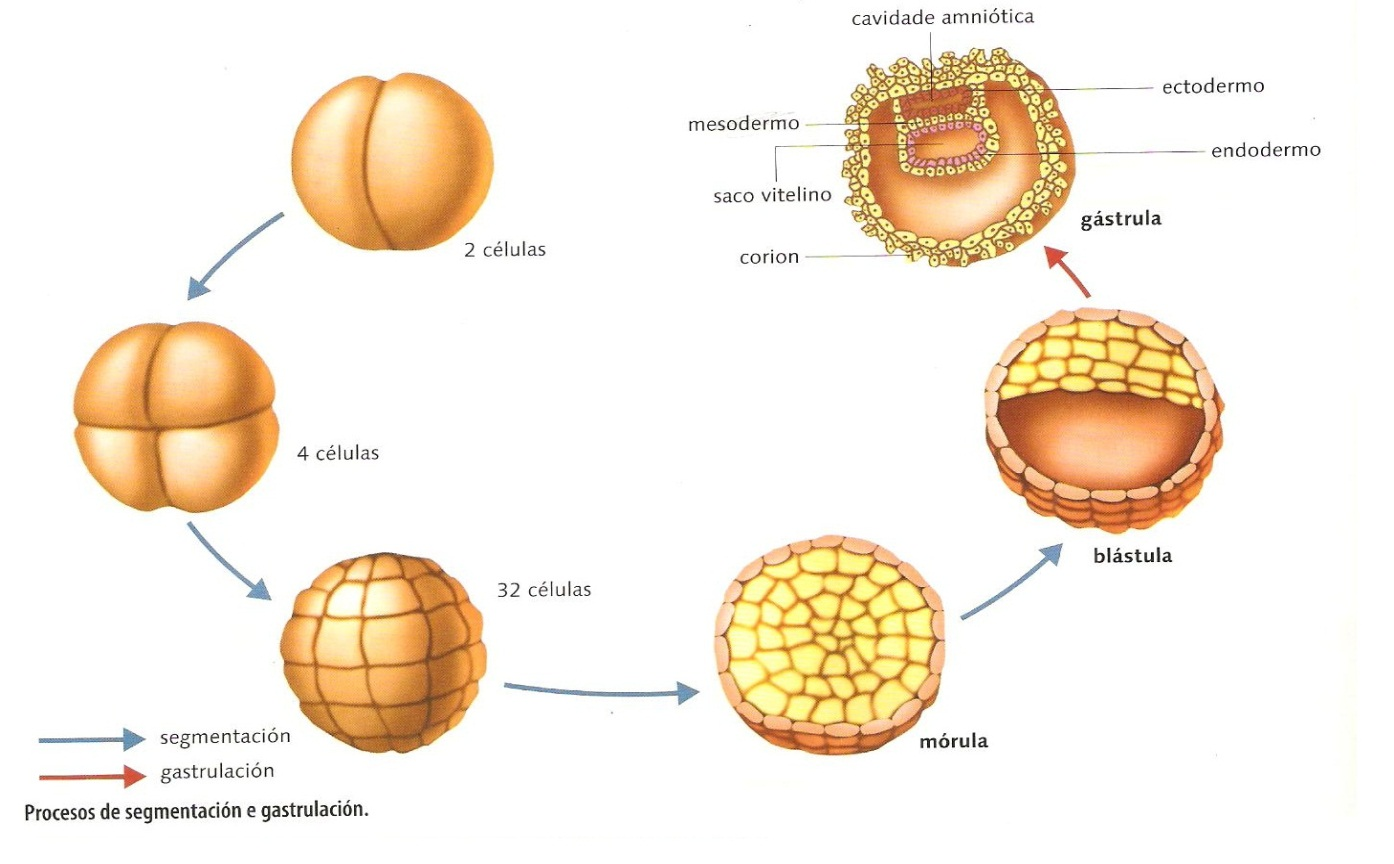 cavidade amniótica
ectodermo
mesodermo
endodermo
saco vitelino
gástrula
corion
2 células
4 células
32 células
blástula
mórula
segmentación
gastrulación
Procesos de segmentación e gastrulación.